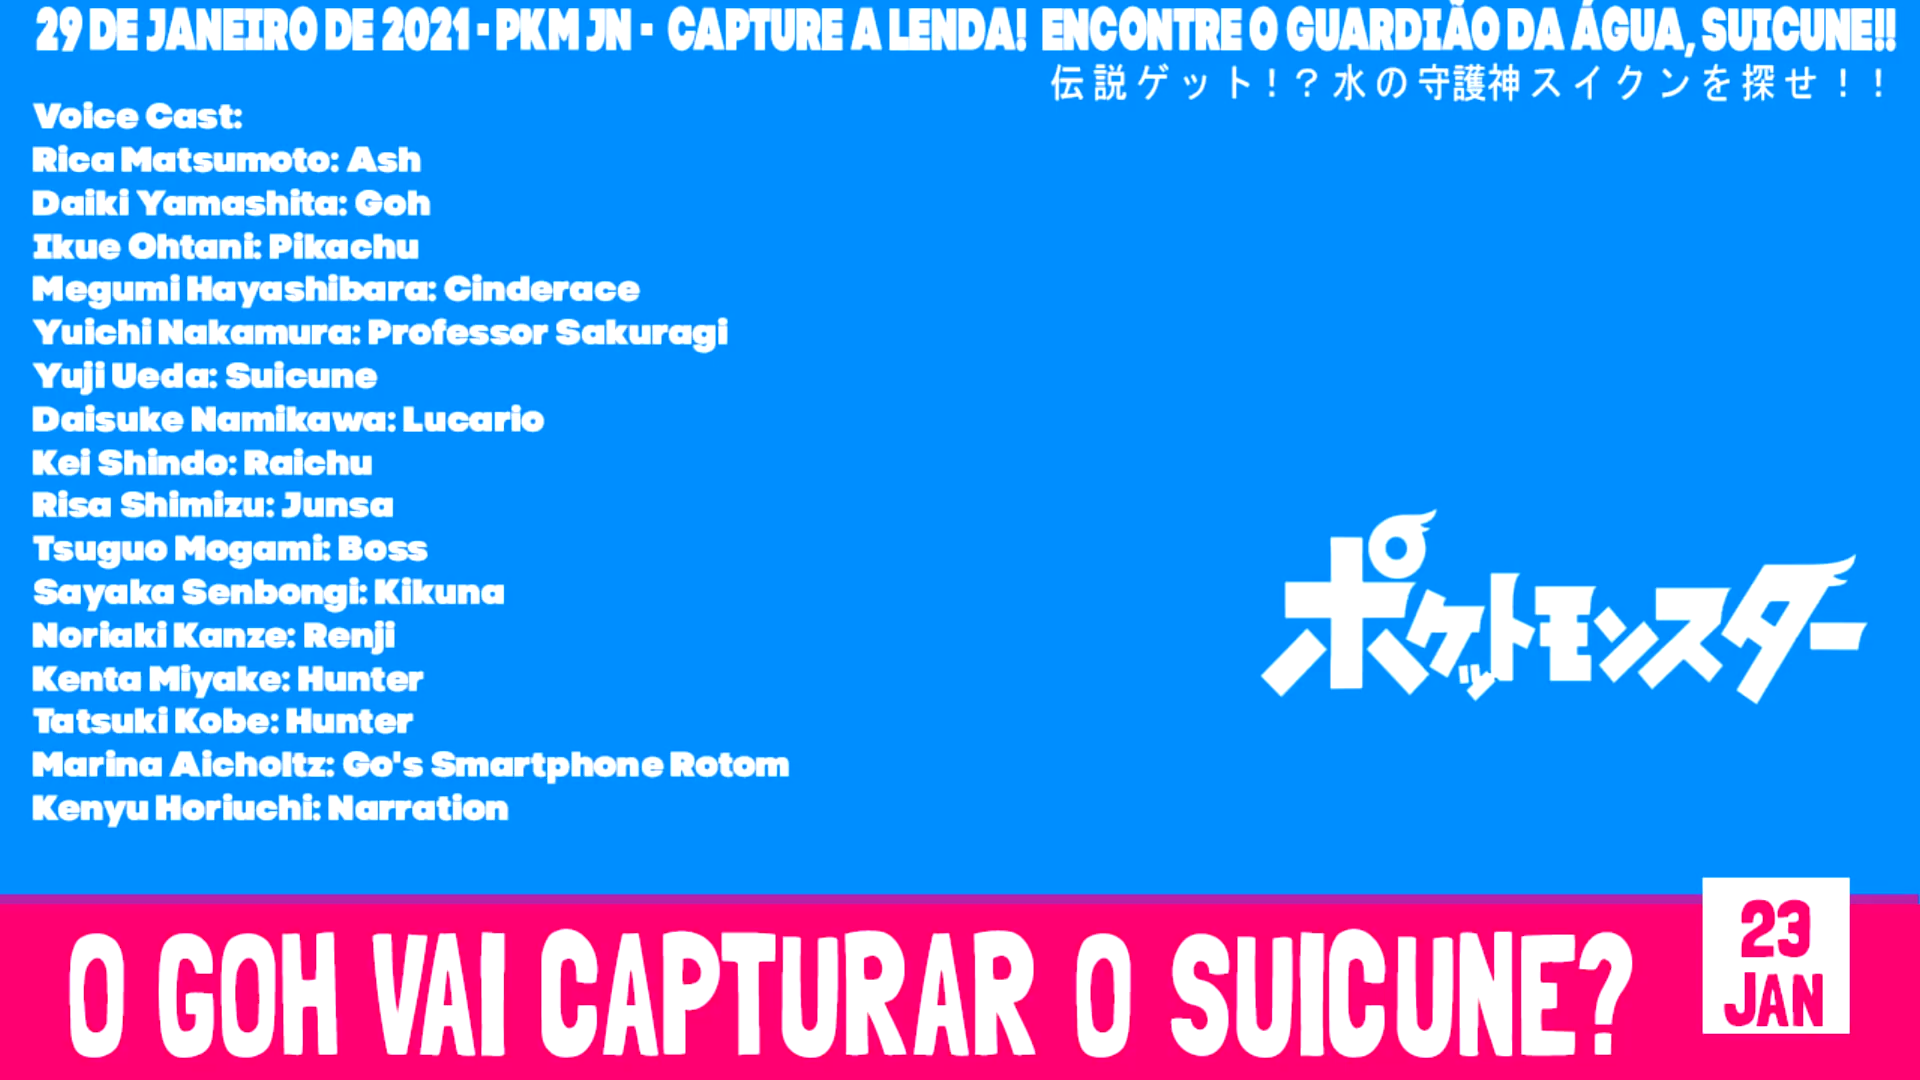 29 DE JANEIRO DE 2021 - PKM JN - CAPTURE A LENDA! ENCONTRE O GUARDIÃO DA ÁGUA, SUICUNE!!
伝説ゲット！？水の守護神スイクンを探せ！！
Voice Cast:
Rica Matsumoto: Ash
Daiki Yamashita: Goh
Ikue Ohtani: Pikachu
Megumi Hayashibara: Cinderace
Yuichi Nakamura: Professor Sakuragi
Yuji Ueda: Suicune
Daisuke Namikawa: Lucario
Kei Shindo: Raichu
Risa Shimizu: Junsa
Tsuguo Mogami: Boss
Sayaka Senbongi: Kikuna
Noriaki Kanze: Renji
Kenta Miyake: Hunter
Tatsuki Kobe: Hunter
Marina Aicholtz: Go's Smartphone Rotom
Kenyu Horiuchi: Narration
ポケットモンスター
O GOH VAI CAPTURAR O SUICUNE?
23
JAN